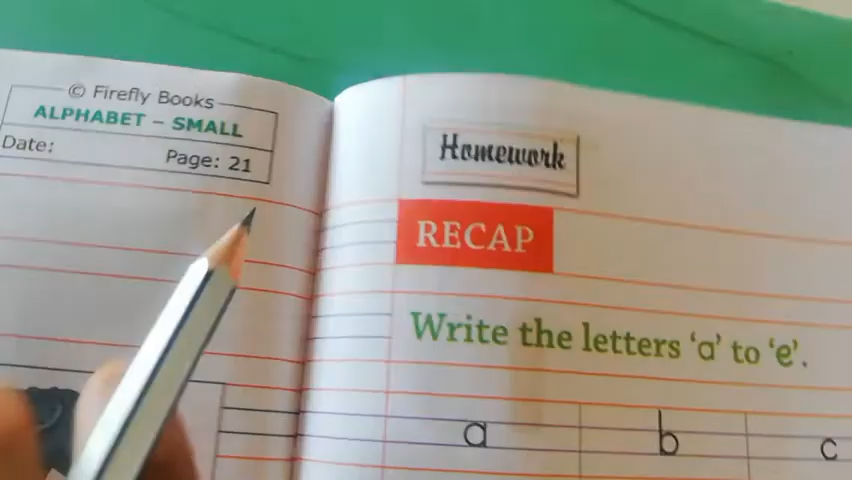 © Firefly Books
ALPHABET – SMALL
Date:
Page: 21
Homework
RECAP
Write the letters ‘a’ to ‘e’.
a b c